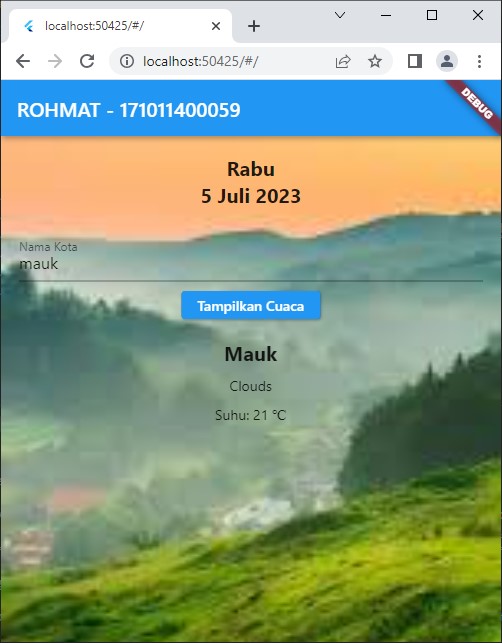 localhost:50425/#/
localhost:50425/#/
ROHMAT - 171011400059
DEBUG
Rabu
5 Juli 2023
Nama Kota
mauk
Tampilkan Cuaca
Mauk
Clouds
Suhu: 21 °C